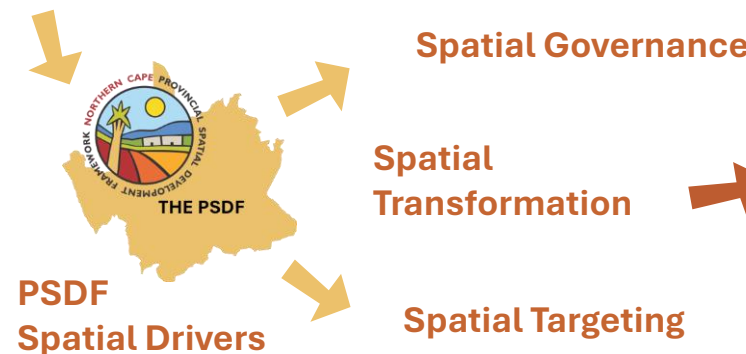 Spatial Governance
NORTHERN CAPE PROVINCIAL SPATIAL DEVELOPMENT FRAMEWORK
THE PSDF
Spatial
Transformation
PSDF
Spatial Drivers
Spatial Targeting